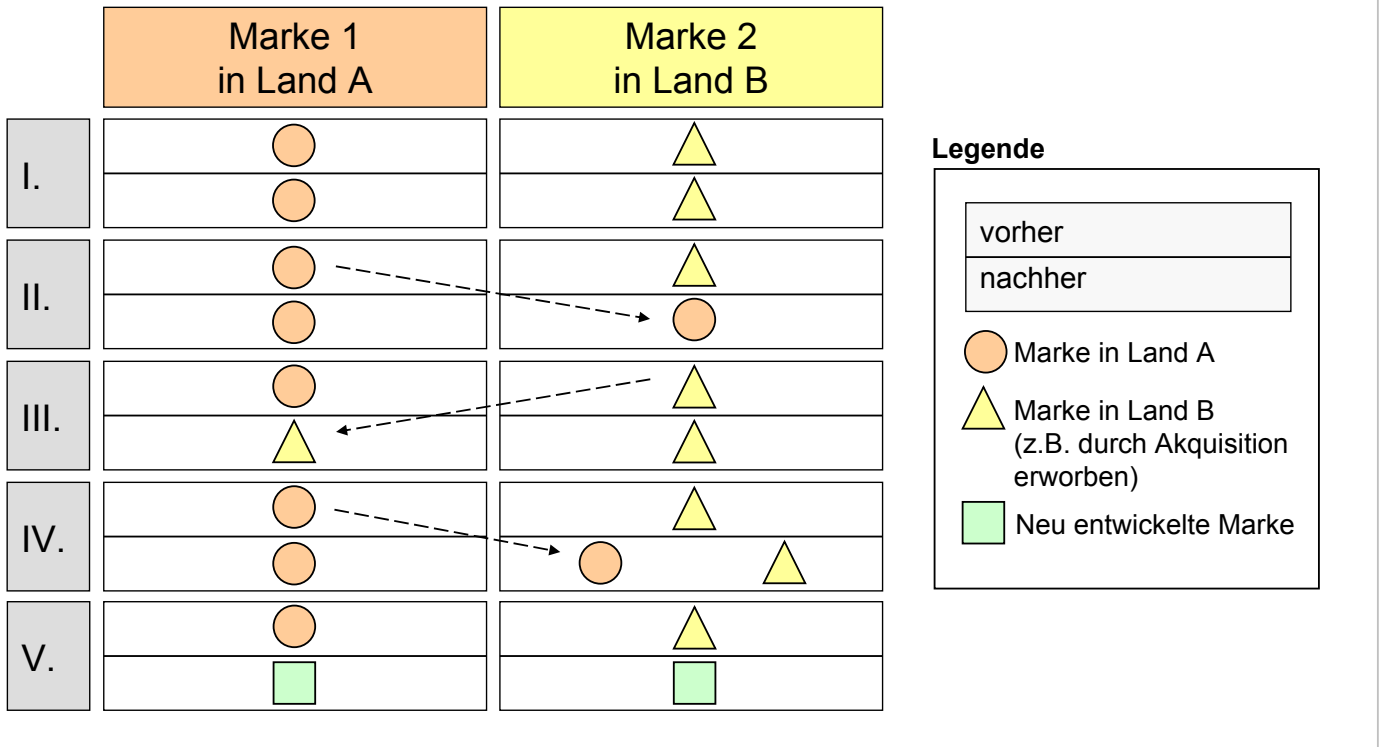 Marke 1
in Land A
Marke 2
in Land B
I.
II.
III.
IV.
V.
Legende
vorher
nachher
Marke in Land A
Marke in Land B
(z.B. durch Akquisition
erworben)
Neu entwickelte Marke